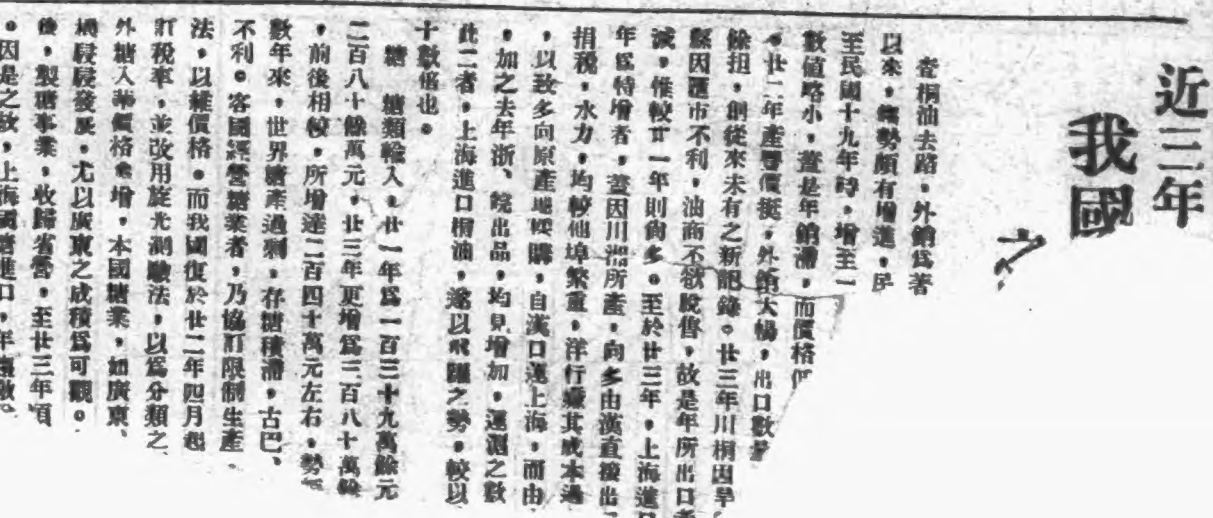 近三年
我國
之
查桐油去路，外銷爲著
以來，趨勢頗有增進，民
至民國十九年時，增至二
數值略小，蓋是年銷滯，而價格低
。廿二年產豐價挺，外銷大暢，出口數量
餘担，創從來未有之新記錄。廿三年川桐因旱
縣因匯市不利，油商不欲脫售，故是年所出口者
減，惟較廿一年則尙多。至於廿三年，上海進口
年爲特增者，蓋因川湘所產，向多由漢直接出
捐稅，水力，均較他埠繁重，洋行嫌其成本過
，以致多向原產地購，自漢口運上海，而由
。加之去年浙、皖出品，均見增加，運滬之數
此二者，上海進口桐油，遂以飛躍之勢，較以
十數倍也。
糖　糖類輸入，廿一年爲一百三十九萬餘元
二百八十餘萬元，廿三年更增爲三百八十萬餘
，前後相較，所增達二百四十萬元左右，勢
數年來，世界糖產過剩，存糖積滯，古巴、
不利。客國經營糖業者，乃協訂限制生產
法，以維價格。而我國復於廿二年四月起
訂稅率，並改用旋光測驗法，以爲分類之
外糖入華價格增，本國糖業，如廣東、
爛段段發展。尤以廣東之成積爲可觀。
後，製糖事業，收歸省營，至廿三年頃
。因是之故，上海國糖進口，年